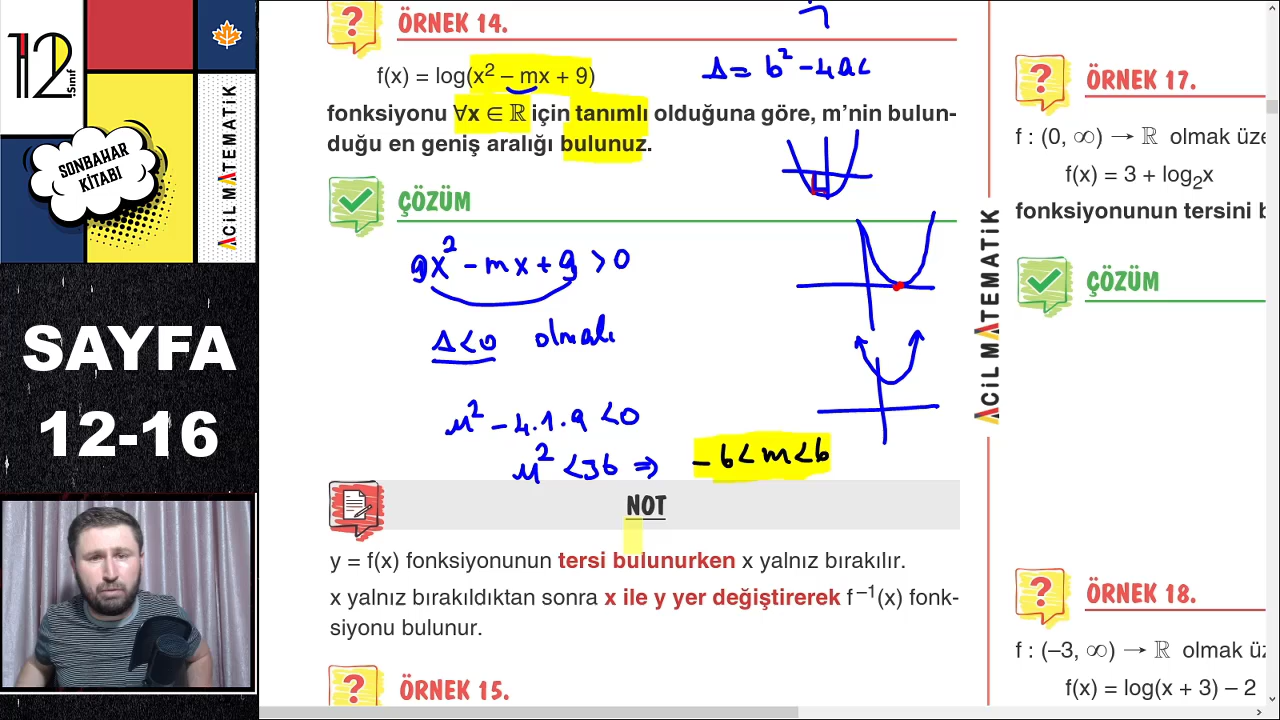 12
.Sınıf
SONBAHAR
KİTABI
ACİL MATEMATİK
SAYFA
12-16
ÖRNEK 14.
f(x) = log(x² – mx + 9)
Δ = b² – 4ac
fonksiyonu ∀x ∈ ℝ için tanımlı olduğuna göre, m'nin bulun-
duğu en geniş aralığı bulunuz.
ÇÖZÜM
x² – mx + 9 > 0
Δ < 0 olmalı
m² – 4.1.9 < 0
m² < 36 ⇒ – 6 < m < 6
NOT
y = f(x) fonksiyonunun tersi bulunurken x yalnız bırakılır.
x yalnız bırakıldıktan sonra x ile y yer değiştirerek f⁻¹(x) fonk-
siyonu bulunur.
ÖRNEK 15.
ACİL MATEMATİK
ÖRNEK 17.
f : (0, ∞) → ℝ olmak üze
f(x) = 3 + log₂x
fonksiyonunun tersini b
ÇÖZÜM
ÖRNEK 18.
f : (–3, ∞) → ℝ olmak üz
f(x) = log(x + 3) – 2